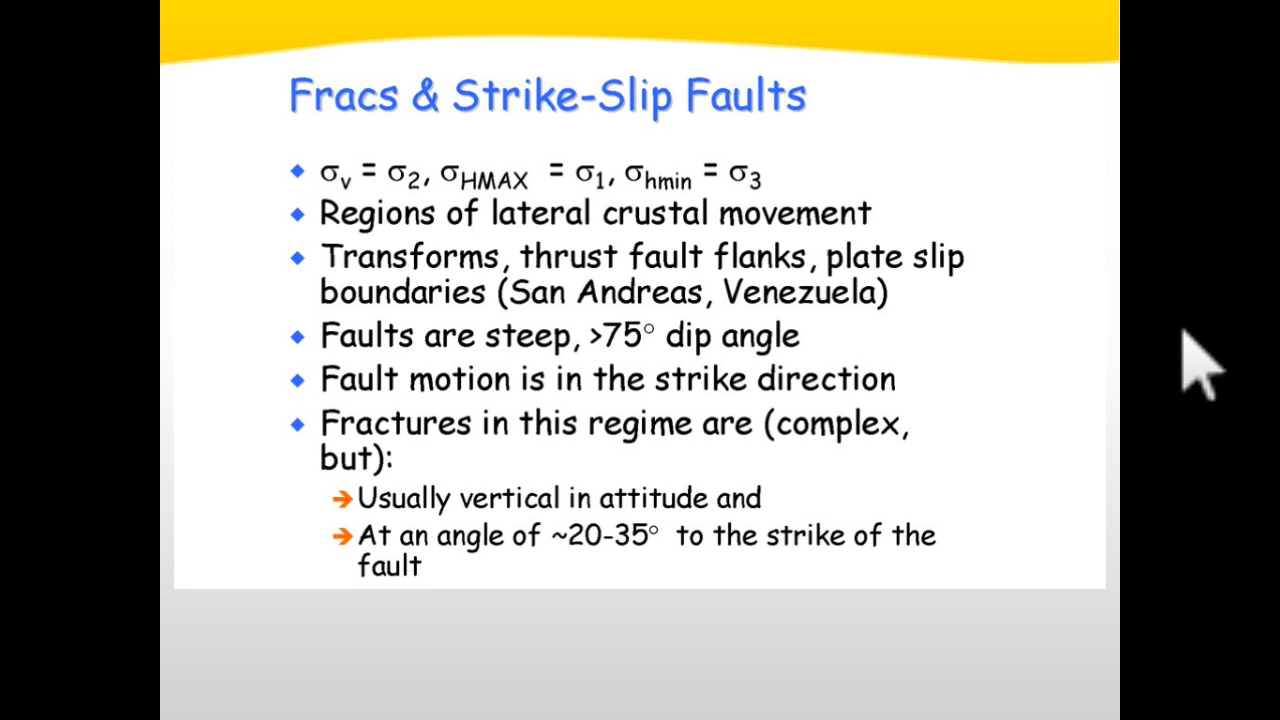 Fracs & Strike-Slip Faults
σv = σ2, σHMAX = σ1, σhmin = σ3
Regions of lateral crustal movement
Transforms, thrust fault flanks, plate slip
boundaries (San Andreas, Venezuela)
Faults are steep, >75° dip angle
Fault motion is in the strike direction
Fractures in this regime are (complex,
but):
Usually vertical in attitude and
At an angle of ~20-35° to the strike of the
fault